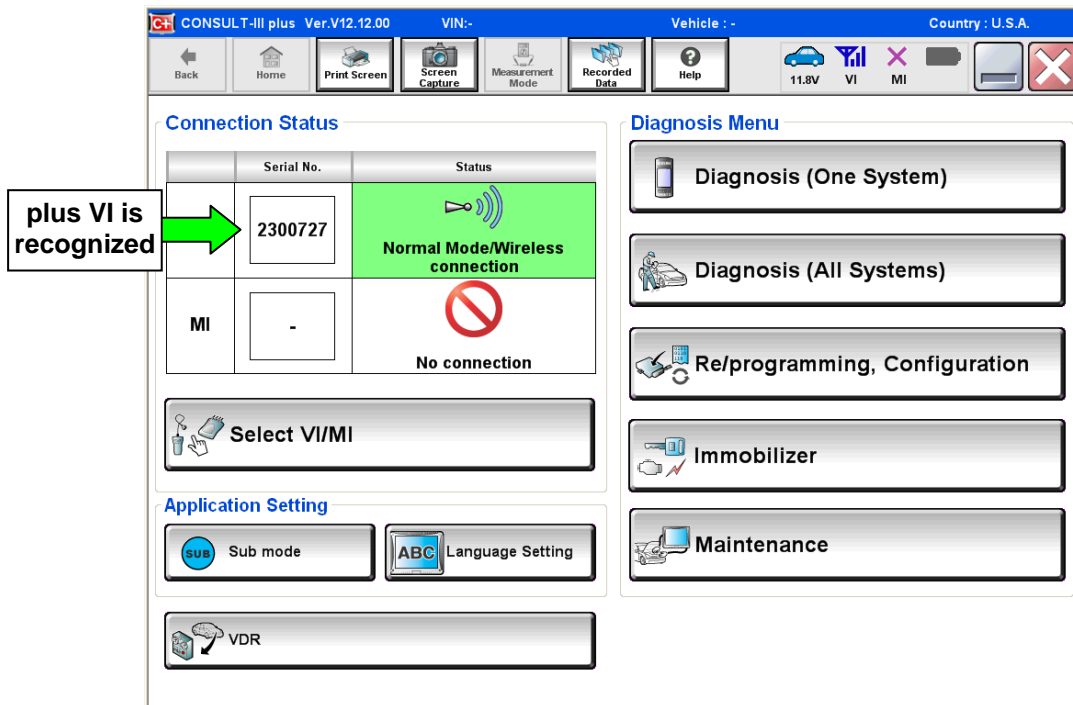 C+ CONSULT-III plus Ver.V12.12.00 VIN:- Vehicle : - Country : U.S.A.
Back
Home
Print Screen
Screen
Capture
Measurement
Mode
Recorded
Data
?
Help
11.8V
VI
MI
Connection Status
Serial No. Status
plus VI is
recognized
2300727
Normal Mode/Wireless
connection
MI
-
No connection
Select VI/MI
Application Setting
SUB
Sub mode
ABC
Language Setting
VDR
Diagnosis Menu
Diagnosis (One System)
Diagnosis (All Systems)
Re/programming, Configuration
Immobilizer
Maintenance